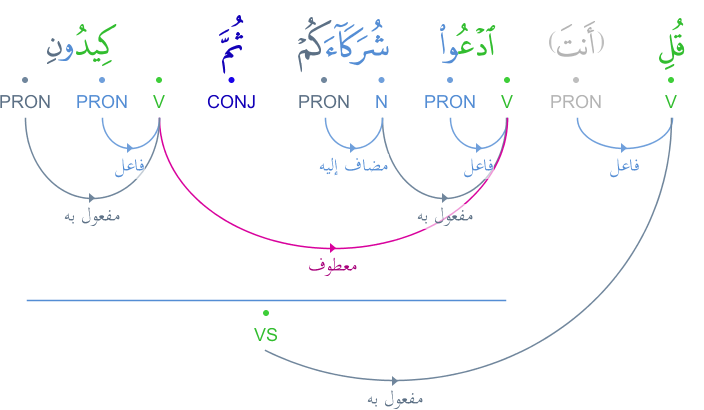 قُلِ (أَنتَ) ٱدْعُوا۟ شُرَكَآءَكُمْ ثُمَّ كِيدُونِ
V PRON V PRON N PRON CONJ V PRON PRON
فاعل فاعل مضاف إليه فاعل
مفعول به مفعول به
معطوف
VS
مفعول به